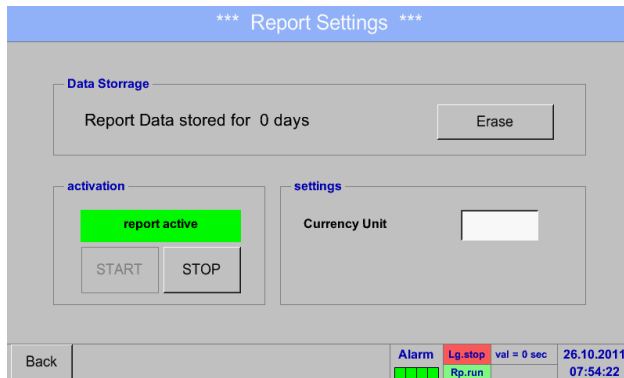 *** Report Settings ***
Data Storrage
Report Data stored for 0 days
Erase
activation
settings
report active
Currency Unit
START
STOP
Back
Alarm
Lg.stop
val = 0 sec
26.10.2011
Rp.run
07:54:22